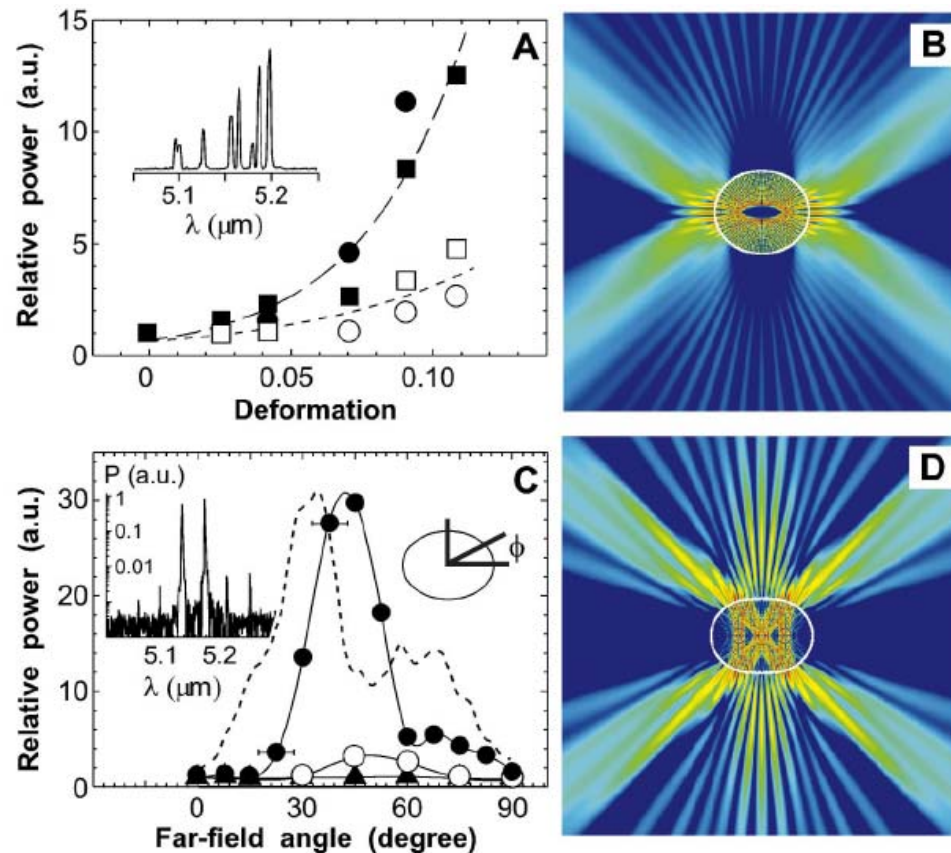 A
Relative power (a.u.)
15
10
5
0
5.1 5.2
λ (μm)
0 0.05 0.10
Deformation
B
C
P (a.u.)
1
0.1
0.01
5.1 5.2
λ (μm)
ϕ
Relative power (a.u.)
30
20
10
0
0 30 60 90
Far-field angle (degree)
D